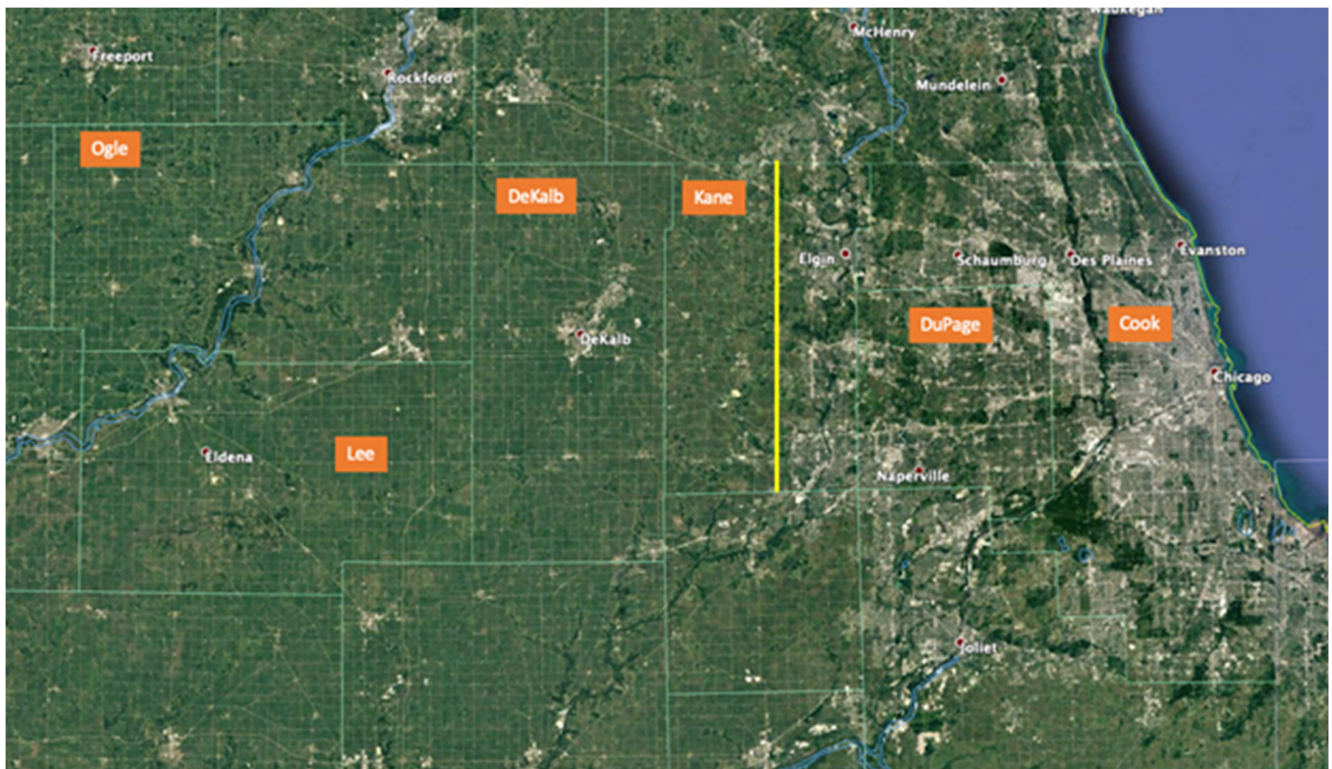 Waukegan
McHenry
Freeport
Rockford
Mundelein
Ogle
DeKalb
Kane
Elgin
Schaumburg
Des Plaines
Evanston
DuPage
Cook
DeKalb
Chicago
Eldena
Lee
Naperville
Joliet